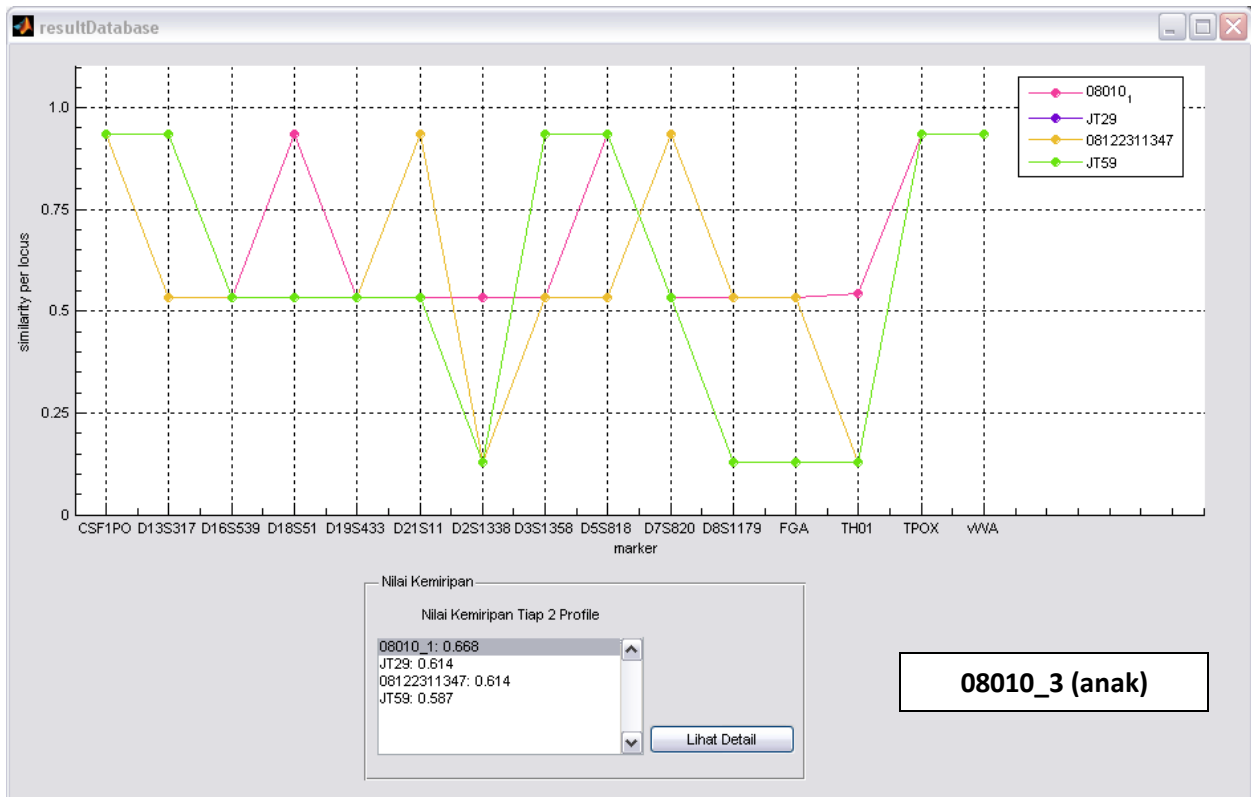 resultDatabase
1.0
0.75
0.5
0.25
0
similarity per locus
08010₁
JT29
08122311347
JT59
CSF1PO D13S317 D16S539 D18S51 D19S433 D21S11 D2S1338 D3S1358 D5S818 D7S820 D8S1179 FGA TH01 TPOX vWA
marker
Nilai Kemiripan
Nilai Kemiripan Tiap 2 Profile
08010_1: 0.668
JT29: 0.614
08122311347: 0.614
JT59: 0.587
Lihat Detail
08010_3 (anak)